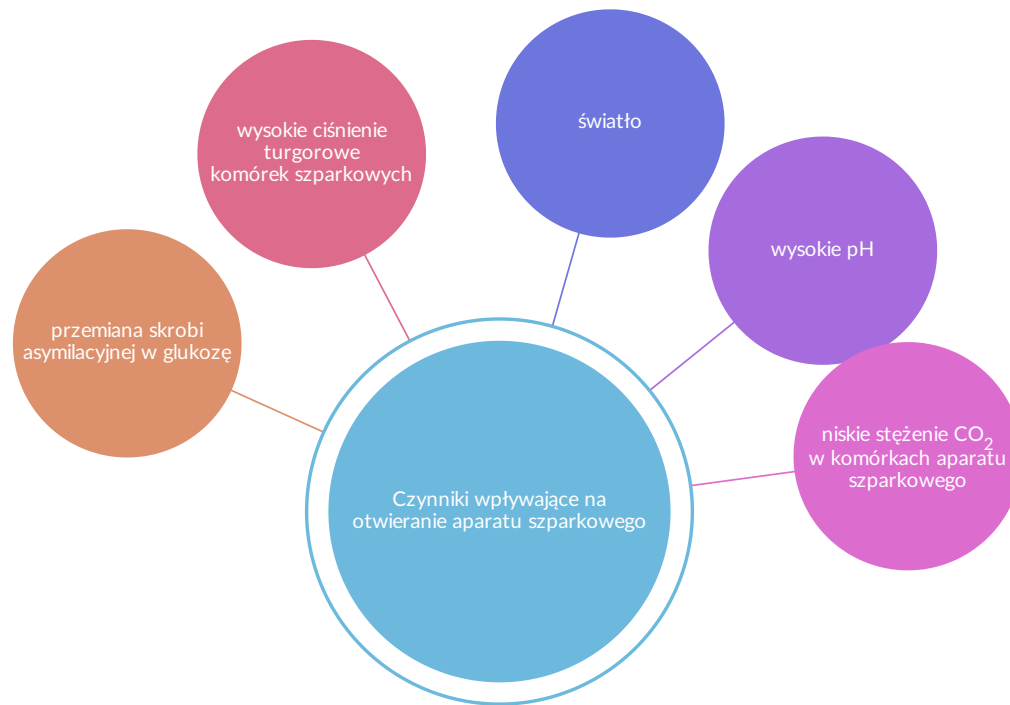 przemiana skrobi
asymilacyjnej w glukozę
wysokie ciśnienie
turgorowe
komórek szparkowych
światło
wysokie pH
niskie stężenie CO₂
w komórkach aparatu
szparkowego
Czynniki wpływające na
otwieranie aparatu szparkowego